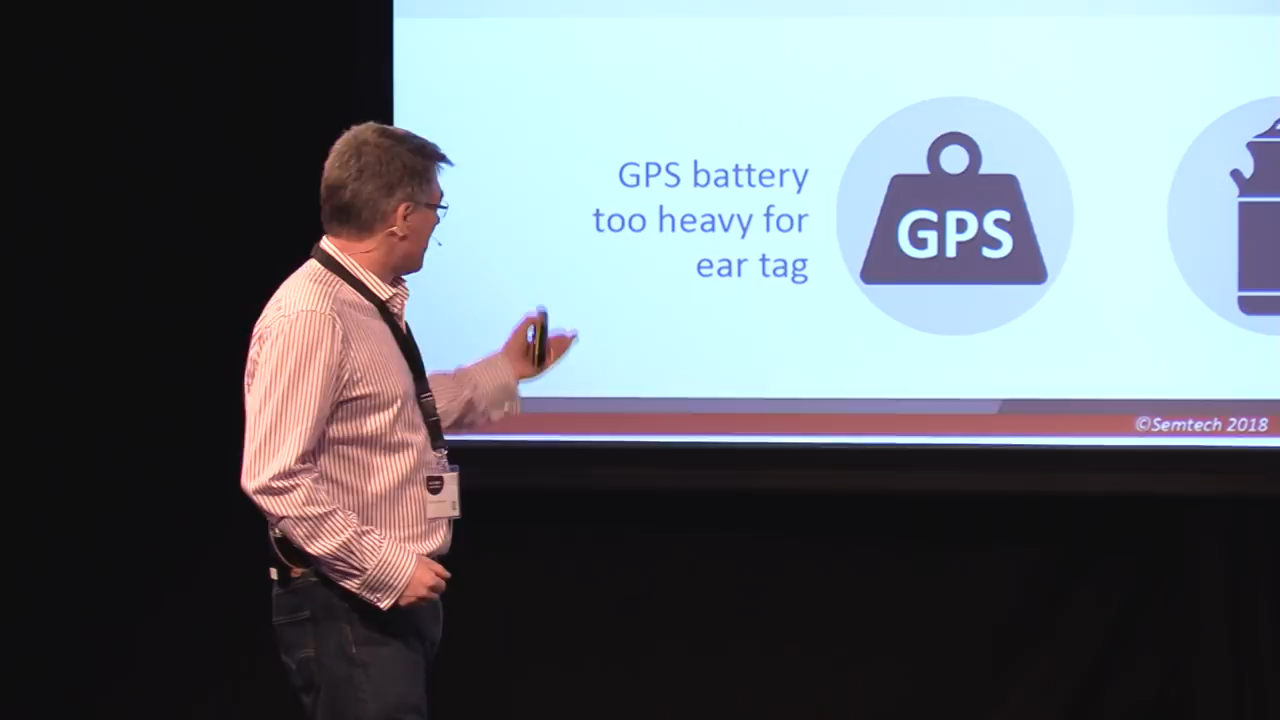 GPS battery
too heavy for
ear tag
GPS
©Semtech 2018